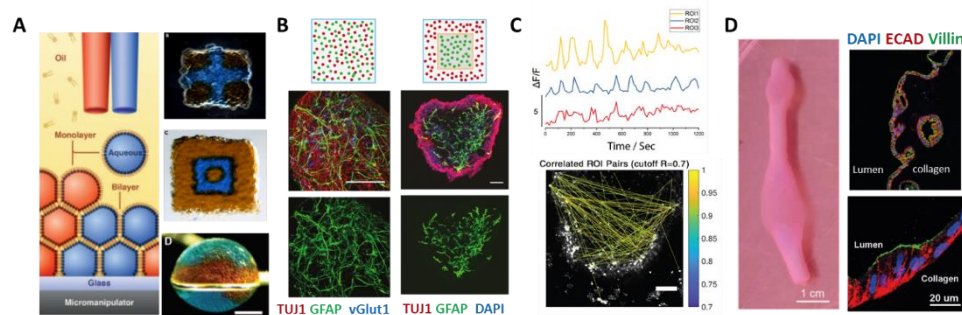 A
Oil
Monolayer
Aqueous
Bilayer
Glass
Micromanipulator
c
D
B
TUJ1 GFAP vGlut1
TUJ1 GFAP DAPI
C
ROI1
ROI2
ROI3
ΔF/F
5
0
200
400
600
800
1000
1200
Time / Sec
Correlated ROI Pairs (cutoff R=0.7)
1
0.95
0.9
0.85
0.8
0.75
0.7
D
1 cm
DAPI ECAD Villin
Lumen
collagen
Lumen
Collagen
20 um